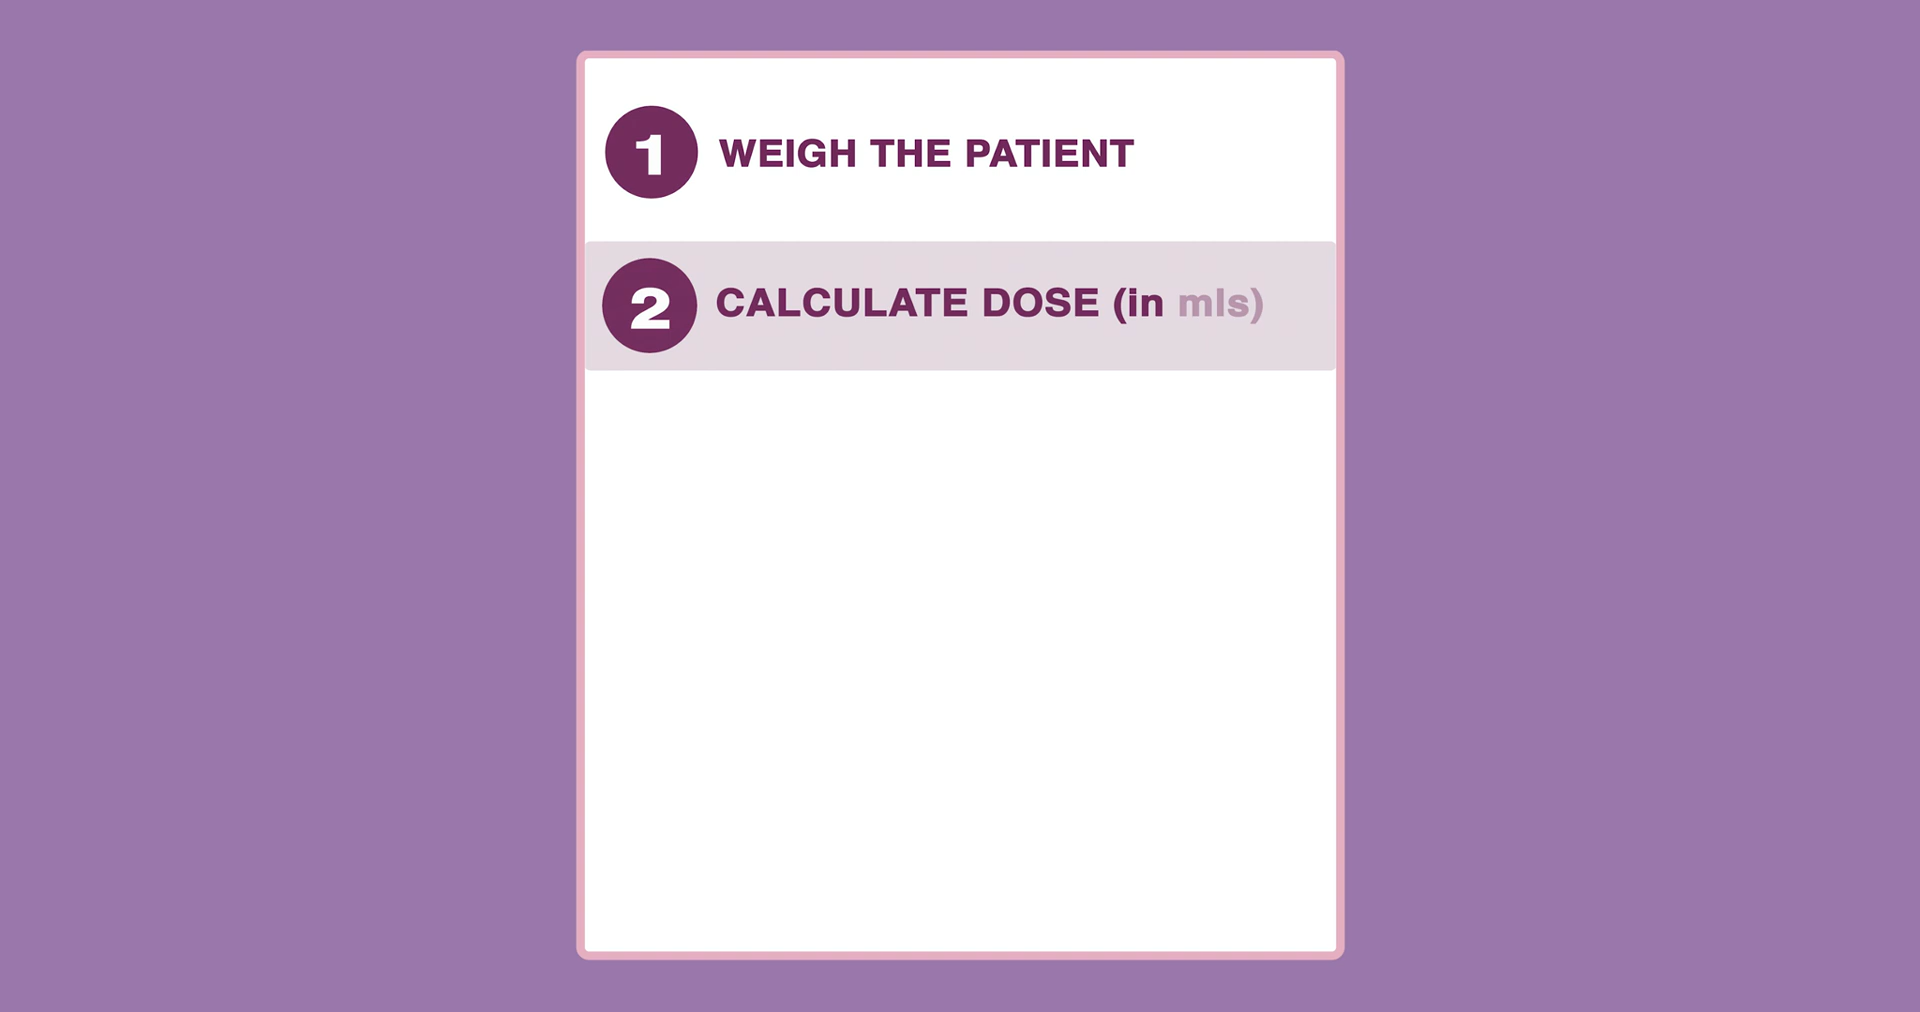 1 WEIGH THE PATIENT
2 CALCULATE DOSE (in mls)